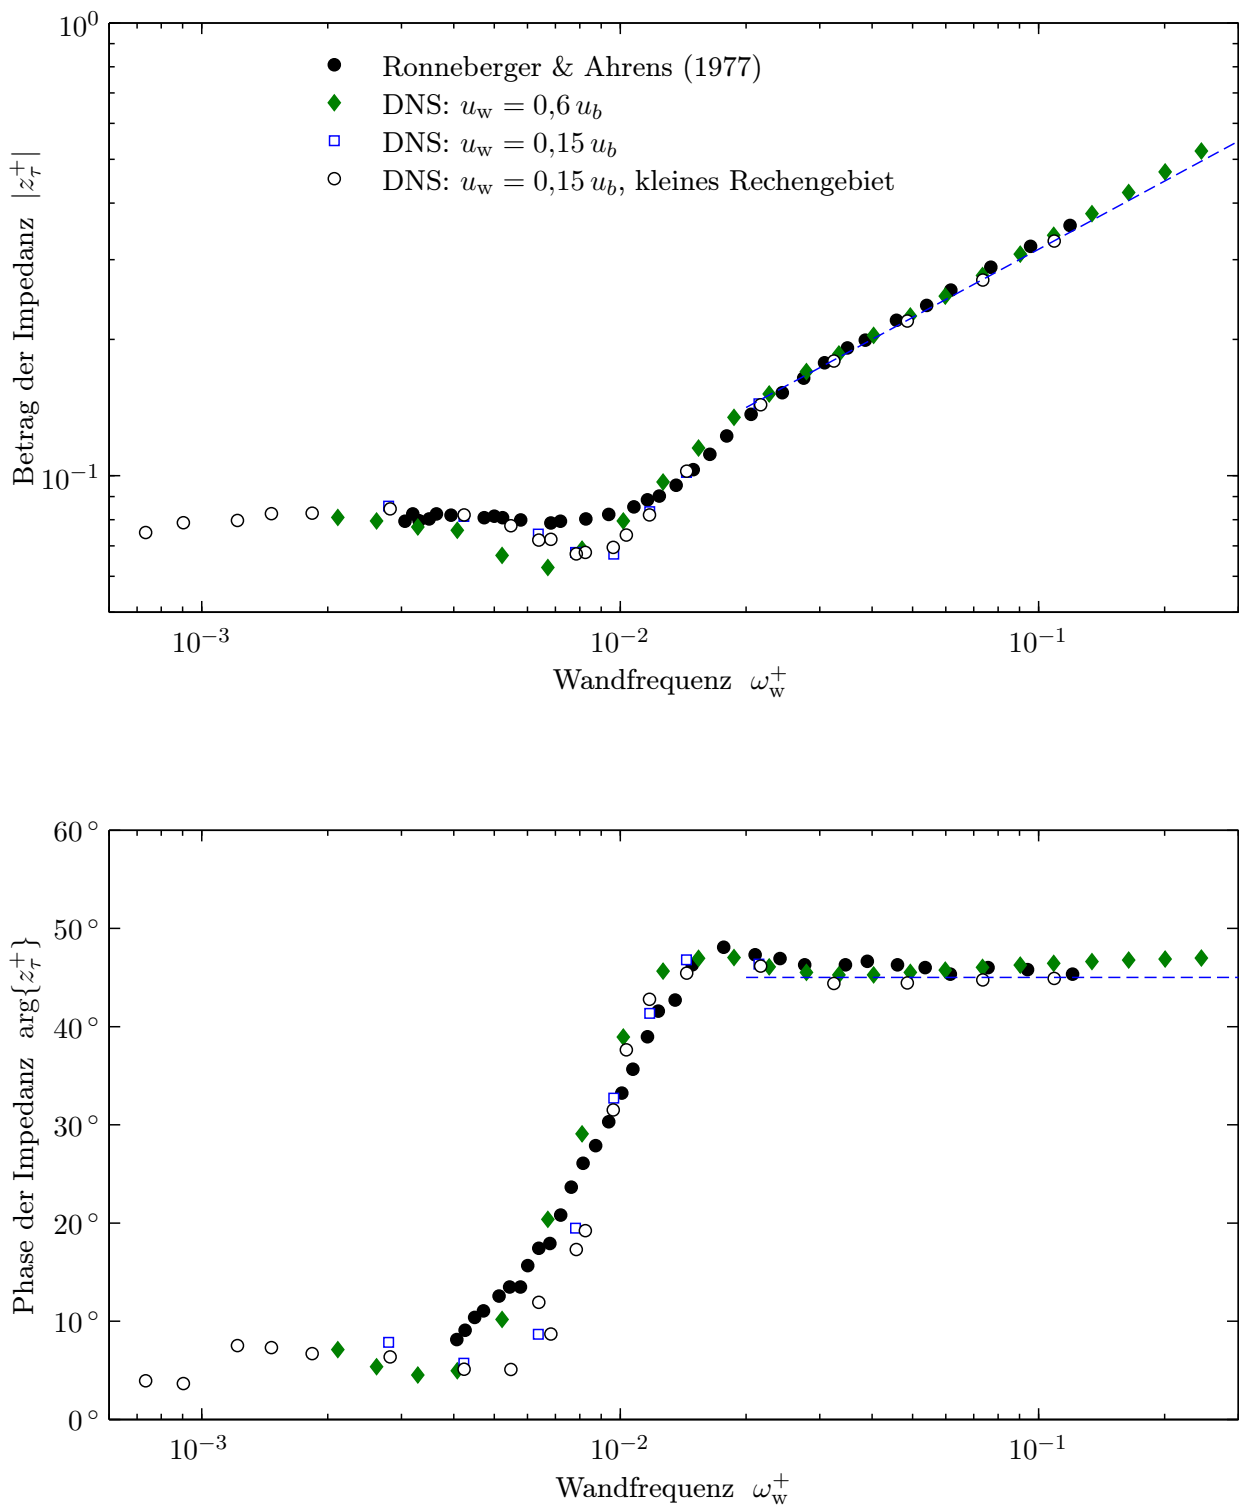 10⁰
Ronneberger & Ahrens (1977)
DNS: u_w = 0,6 u_b
DNS: u_w = 0,15 u_b
DNS: u_w = 0,15 u_b, kleines Rechengebiet
Betrag der Impedanz |z_τ⁺|
10⁻¹
10⁻³ 10⁻² 10⁻¹
Wandfrequenz ω_w⁺
60°
50°
40°
30°
20°
10°
0°
Phase der Impedanz arg{z_τ⁺}
10⁻³ 10⁻² 10⁻¹
Wandfrequenz ω_w⁺